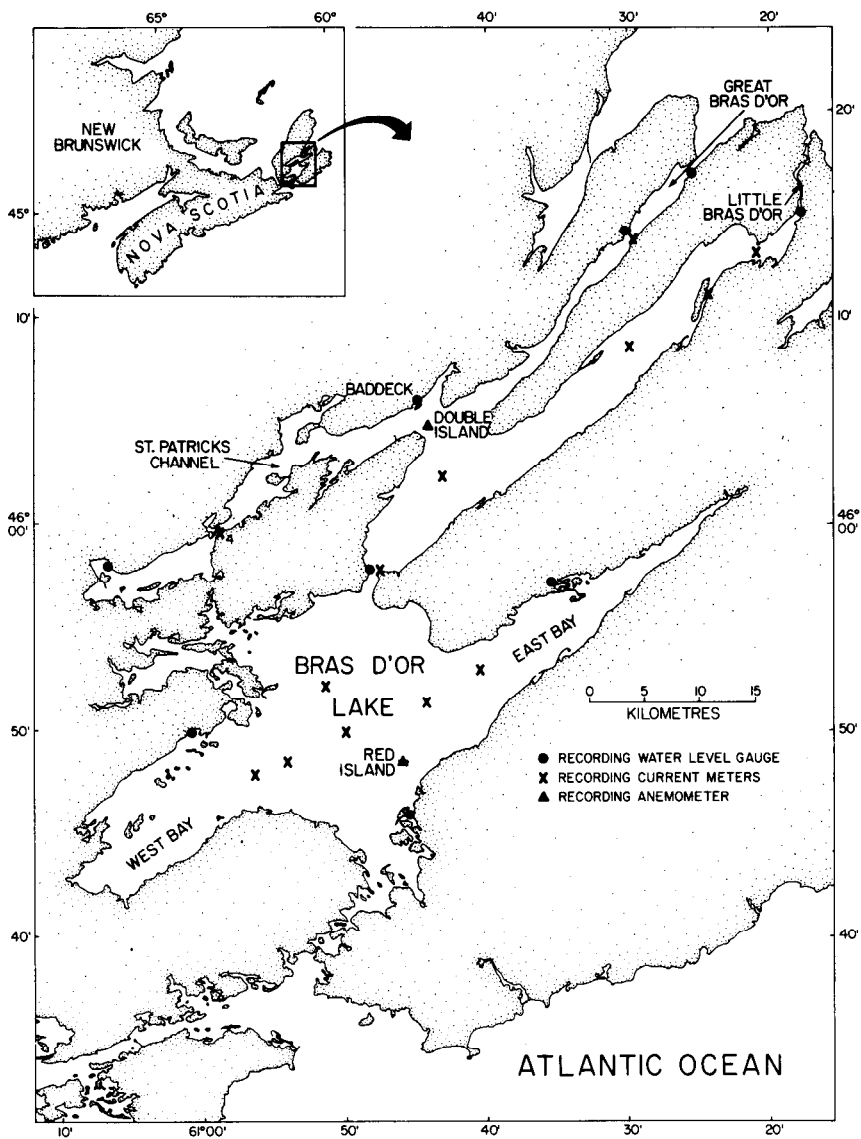 65°
60°
40'
30'
20'
GREAT
BRAS D'OR
20'
NEW
BRUNSWICK
LITTLE
BRAS D'OR
45°
NOVA SCOTIA
10'
10'
BADDECK
DOUBLE
ISLAND
ST. PATRICKS
CHANNEL
46°
00'
46°
00'
EAST BAY
BRAS D'OR
LAKE
0 5 10 15
KILOMETRES
50'
50'
RED
ISLAND
RECORDING WATER LEVEL GAUGE
RECORDING CURRENT METERS
RECORDING ANEMOMETER
WEST BAY
40'
40'
ATLANTIC OCEAN
10'
61°00'
50'
40'
30'
20'